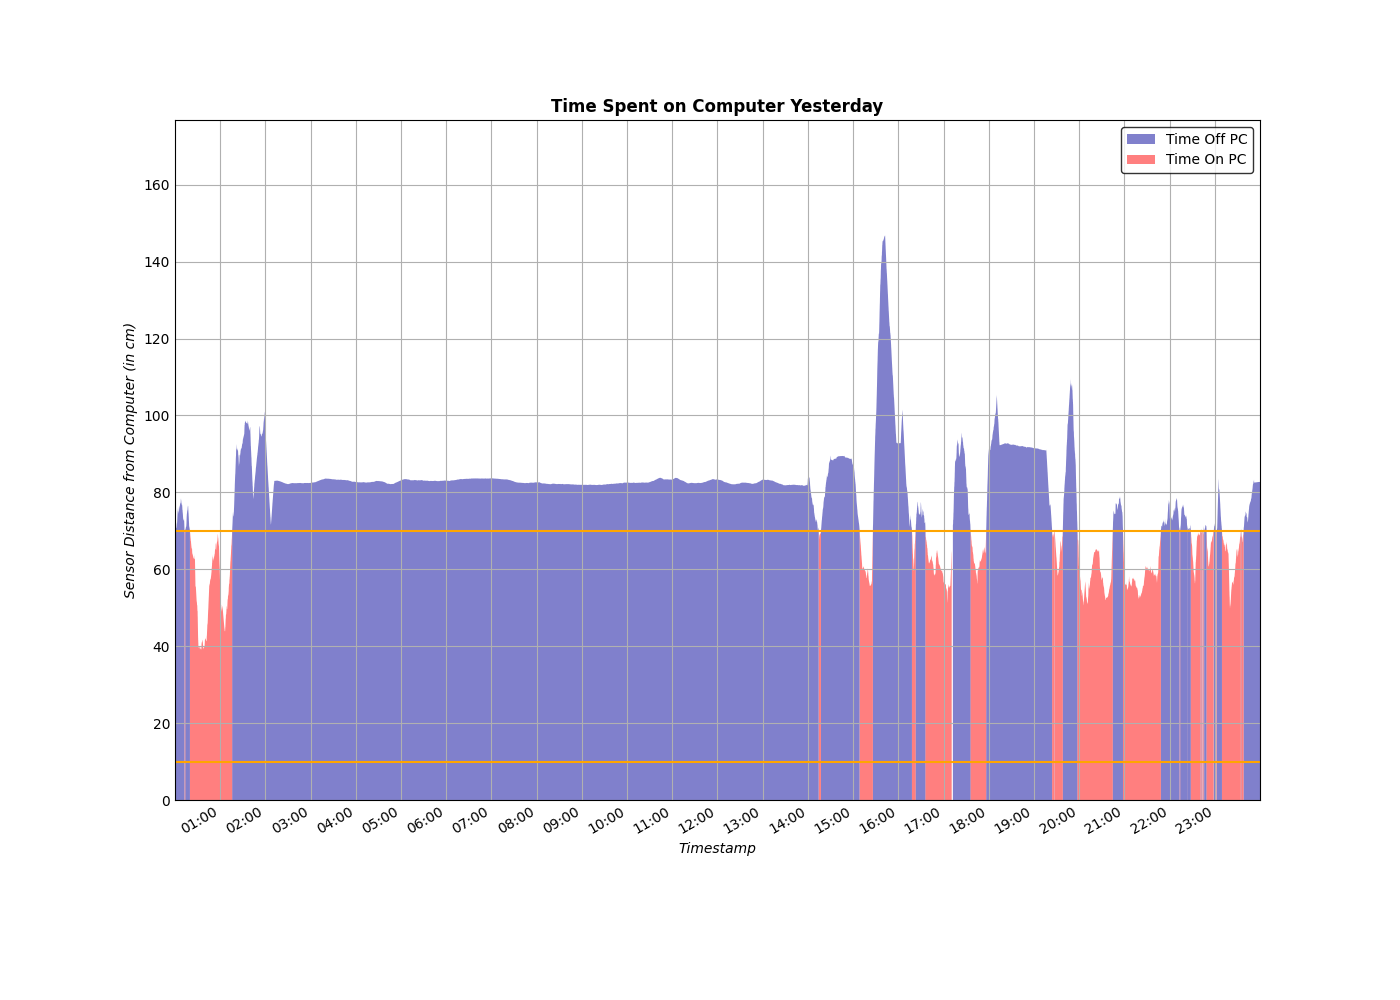 Time Spent on Computer Yesterday
Time Off PC
Time On PC
Sensor Distance from Computer (in cm)
160
140
120
100
80
60
40
20
0
01:00 02:00 03:00 04:00 05:00 06:00 07:00 08:00 09:00 10:00 11:00 12:00 13:00 14:00 15:00 16:00 17:00 18:00 19:00 20:00 21:00 22:00 23:00
Timestamp